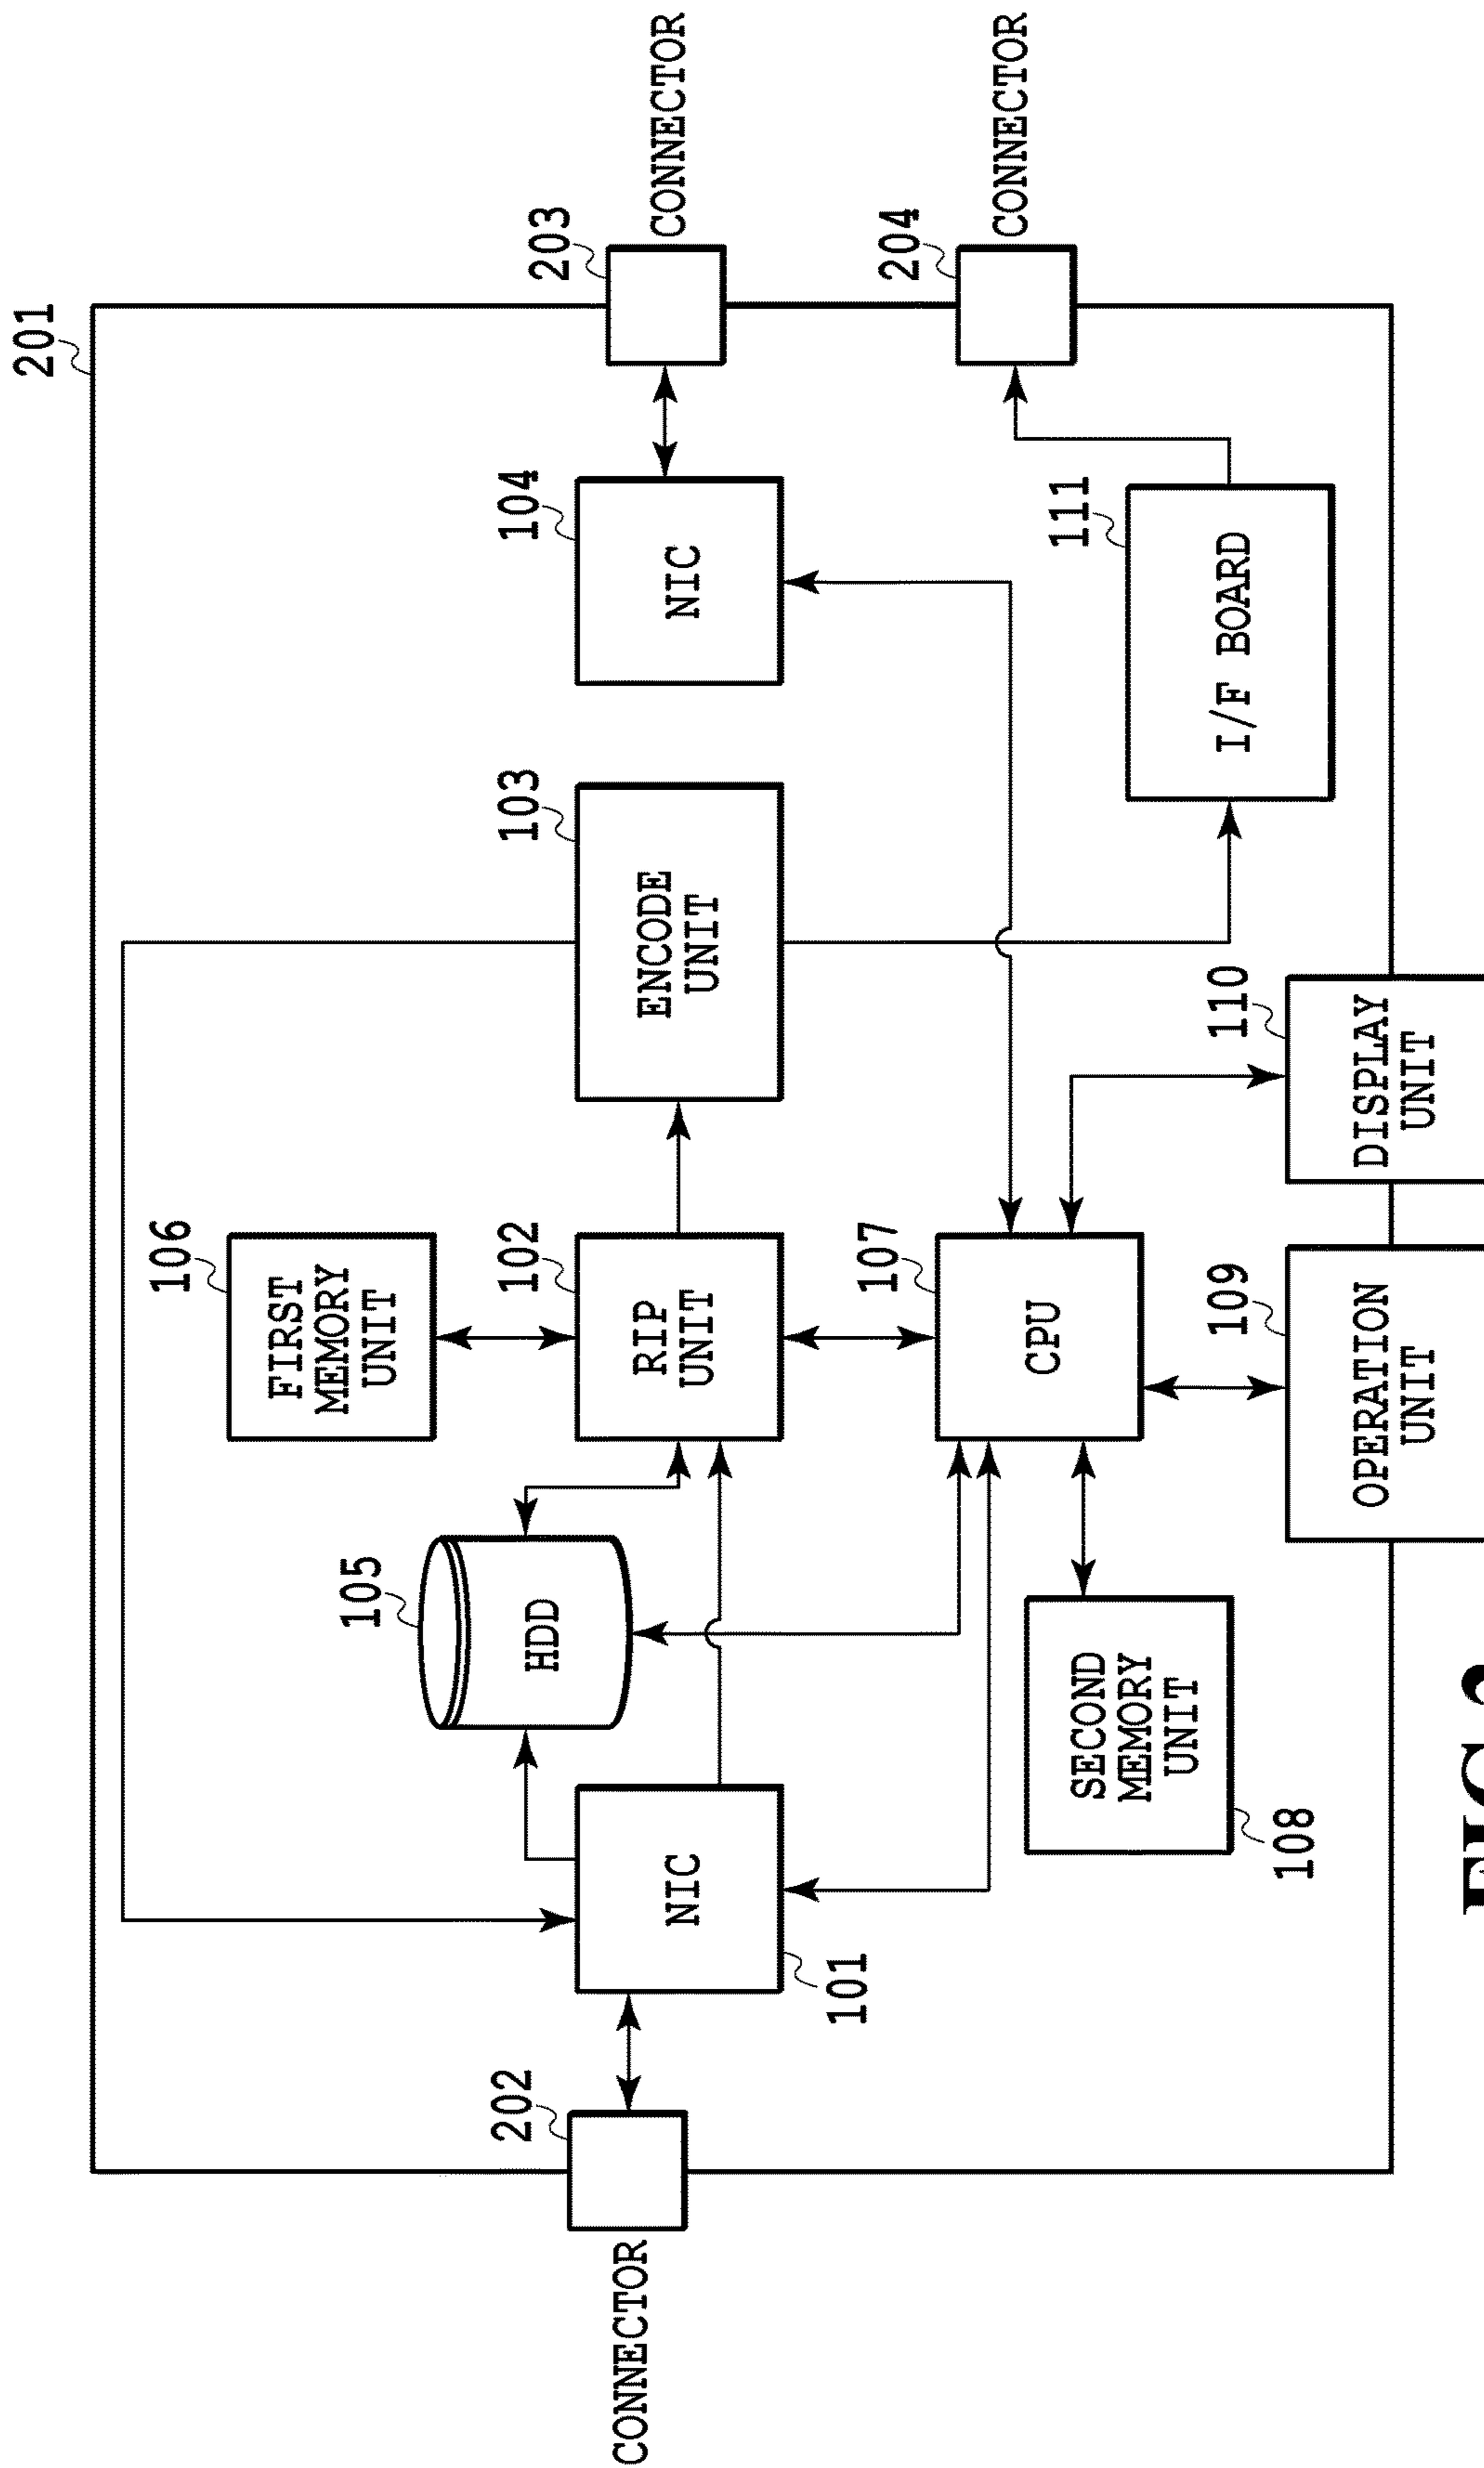 201
CONNECTOR
202
NIC
101
HDD
105
FIRST
MEMORY
UNIT
106
RIP
UNIT
102
ENCODE
UNIT
103
NIC
104
203
CONNECTOR
204
CONNECTOR
CPU
107
SECOND
MEMORY
UNIT
108
OPERATION
UNIT
109
DISPLAY
UNIT
110
I/F BOARD
111